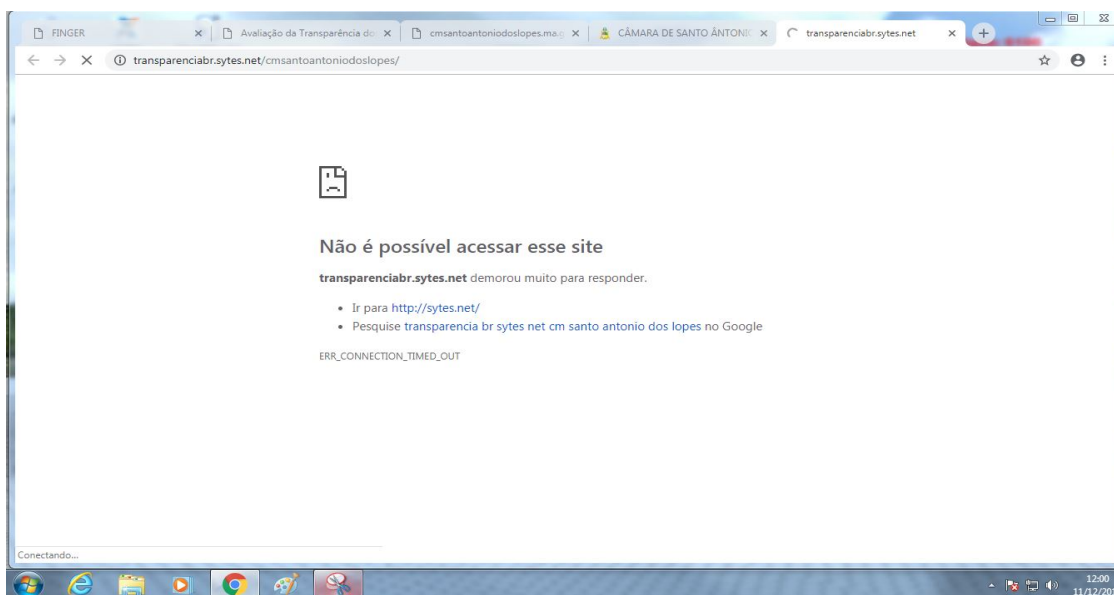 FINGER
Avaliação da Transparência do
cmsantoantoniodoslopes.ma.g
CÂMARA DE SANTO ÂNTONI
transparenciabr.sytes.net
transparenciabr.sytes.net/cmsantoantoniodoslopes/
Não é possível acessar esse site
transparenciabr.sytes.net demorou muito para responder.
• Ir para http://sytes.net/
• Pesquise transparencia br sytes net cm santo antonio dos lopes no Google
ERR_CONNECTION_TIMED_OUT
Conectando...
12:00
11/12/20